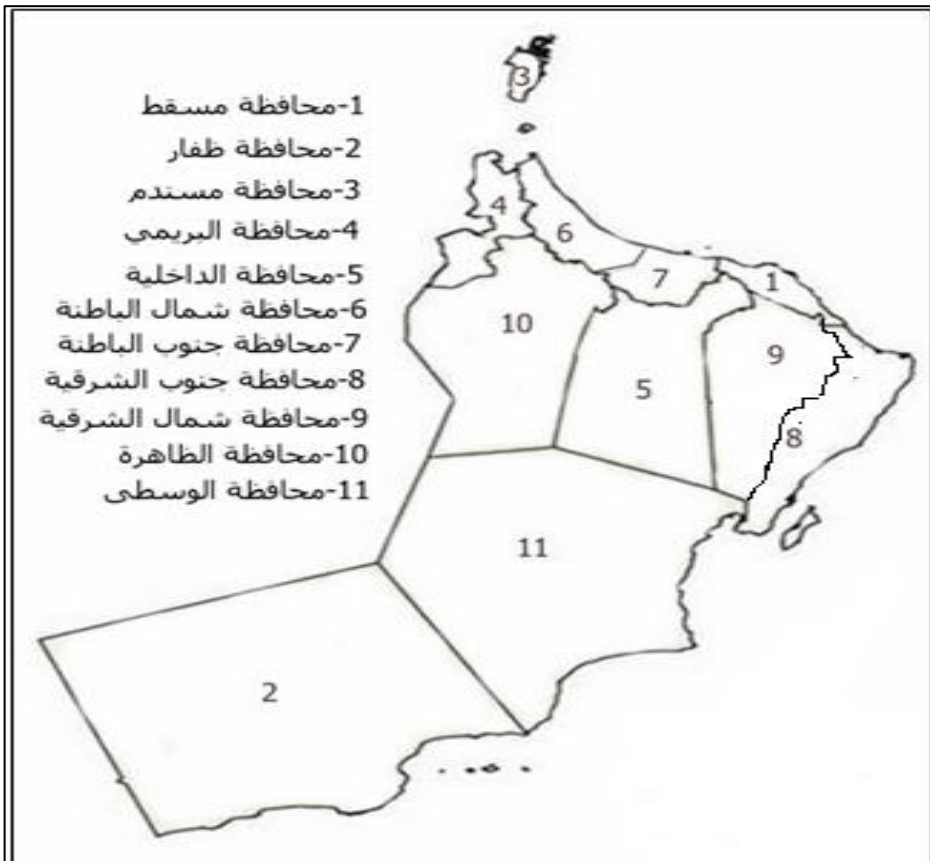 1-محافظة مسقط
2-محافظة ظفار
3-محافظة مسندم
4-محافظة البريمي
5-محافظة الداخلية
6-محافظة شمال الباطنة
7-محافظة جنوب الباطنة
8-محافظة جنوب الشرقية
9-محافظة شمال الشرقية
10-محافظة الظاهرة
11-محافظة الوسطى
3
4
6
7
1
10
9
5
8
11
2